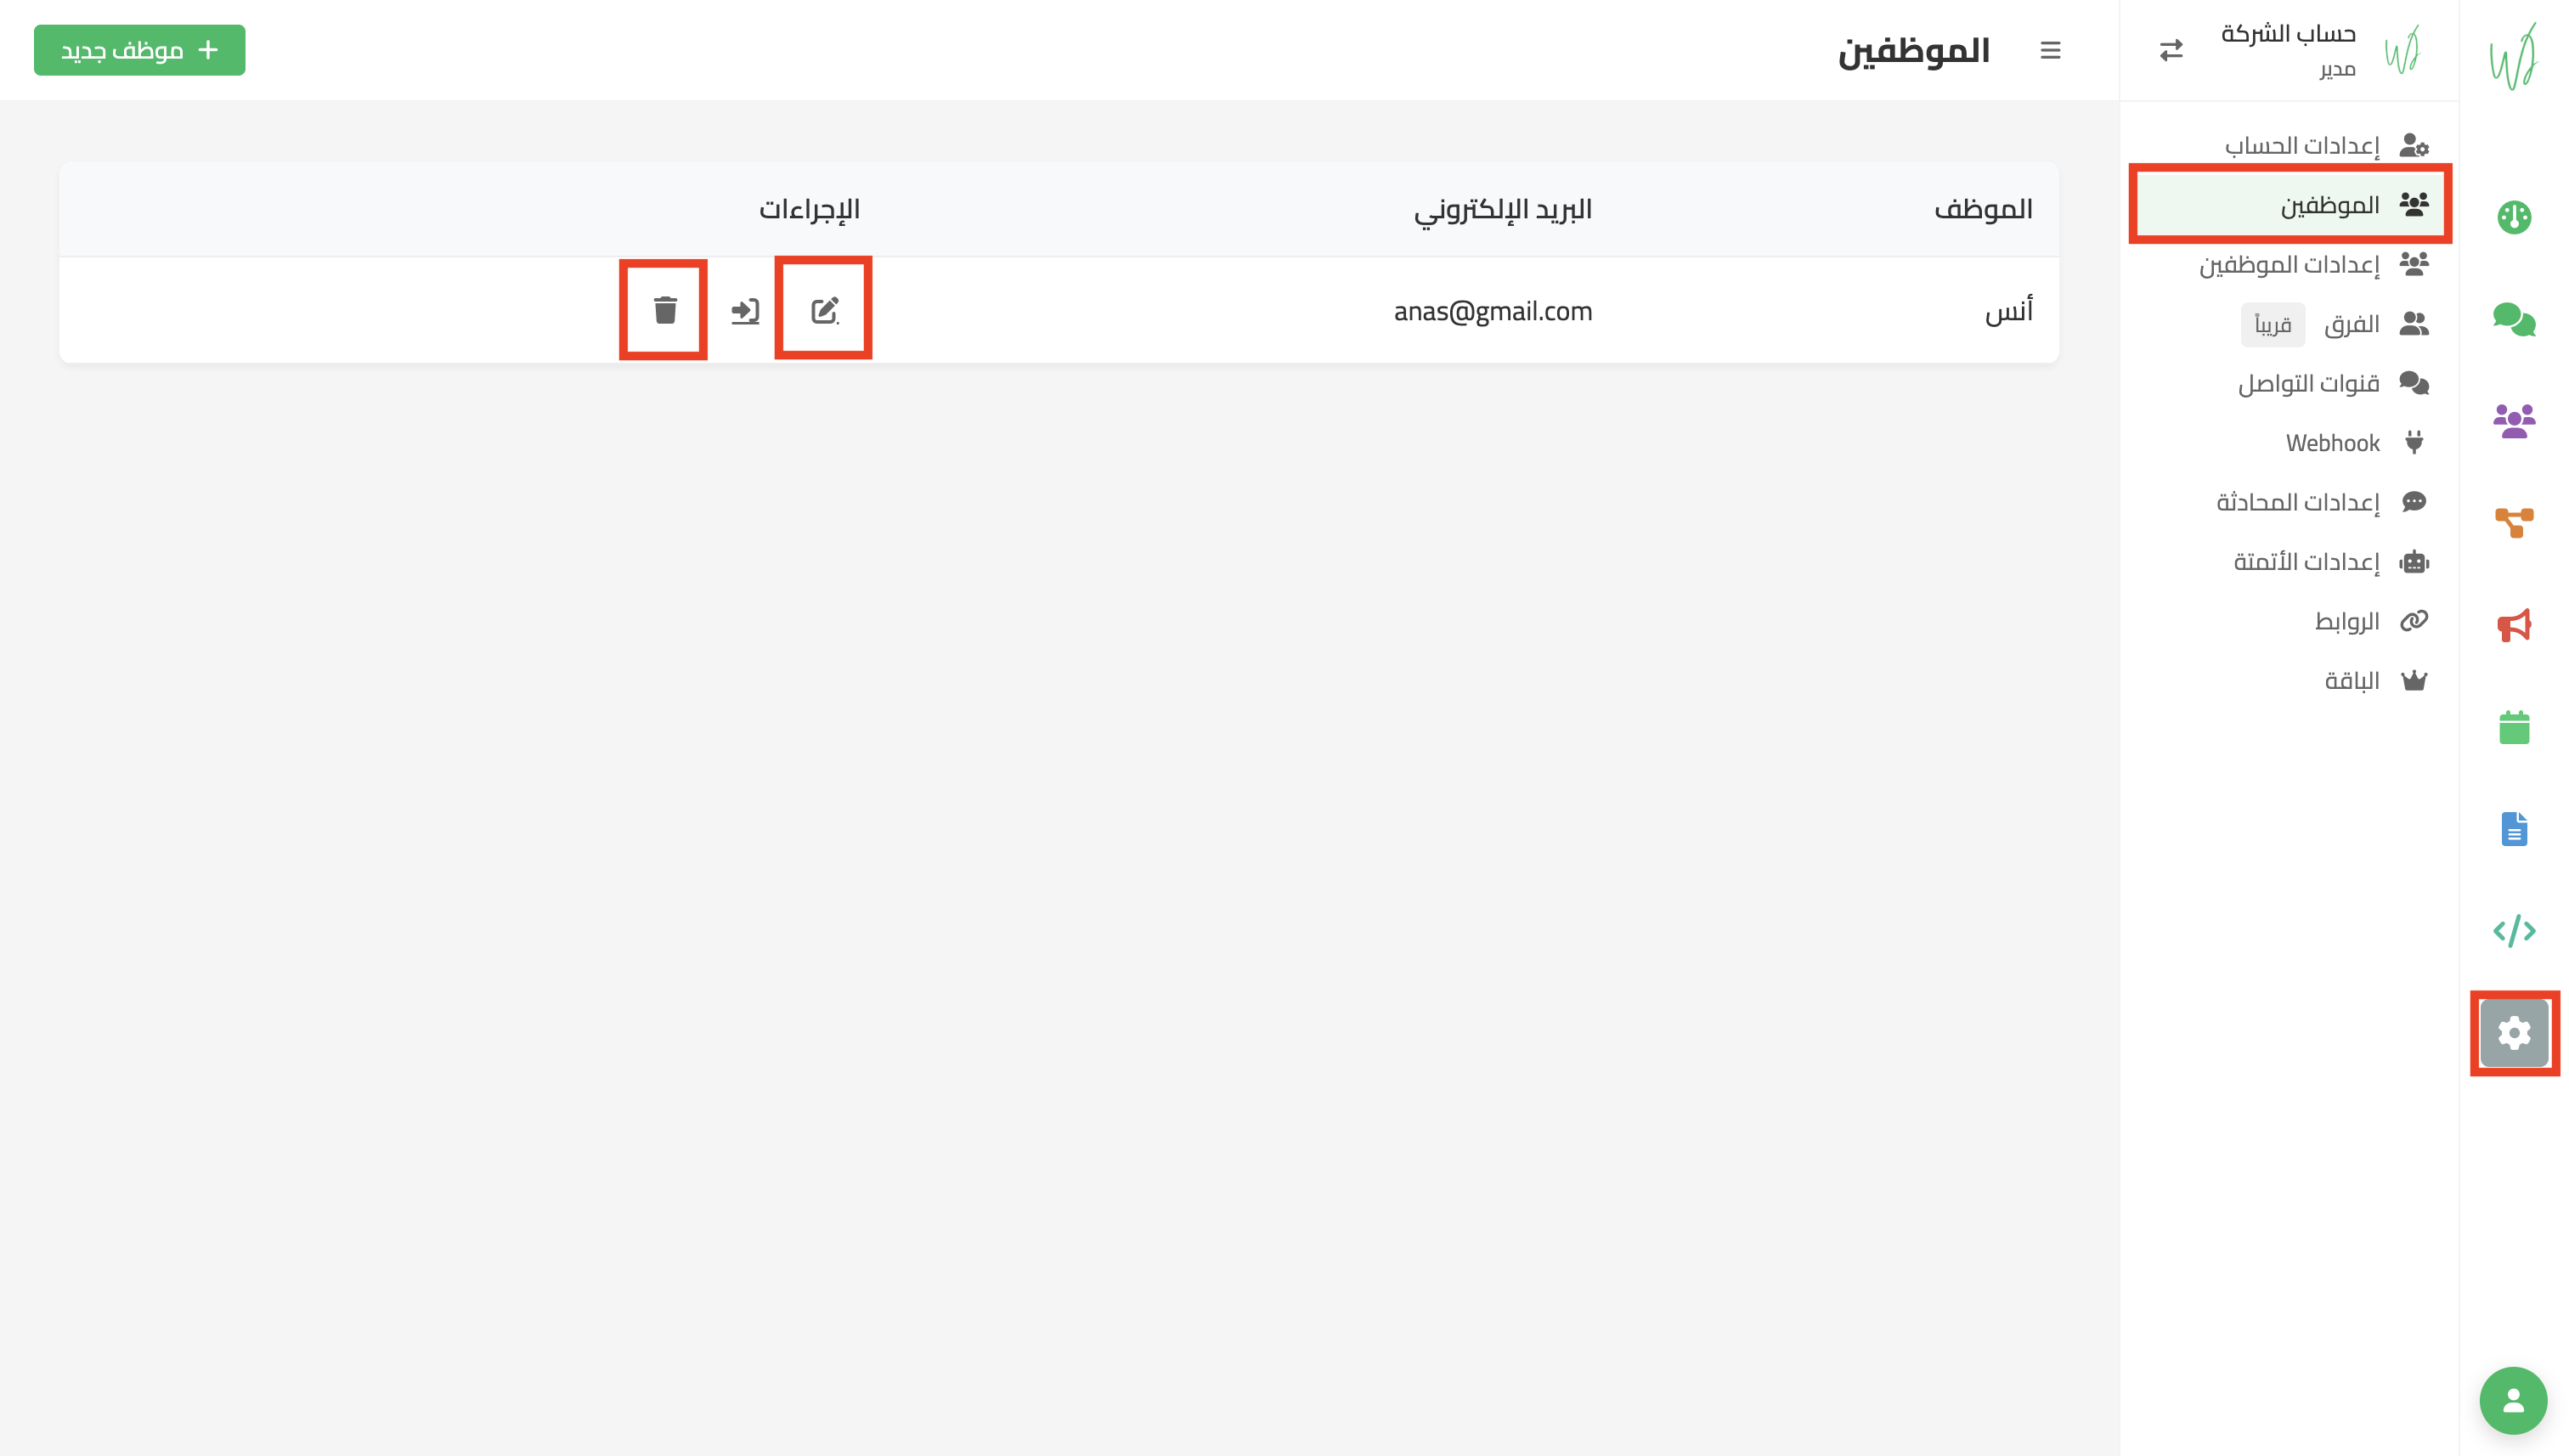 حساب الشركة
مدير
إعدادات الحساب
الموظفين
إعدادات الموظفين
الفرق قريباً
قنوات التواصل
Webhook
إعدادات المحادثة
إعدادات الأتمتة
الروابط
الباقة
الموظفين
موظف جديد
الموظف البريد الإلكتروني الإجراءات
أنس anas@gmail.com